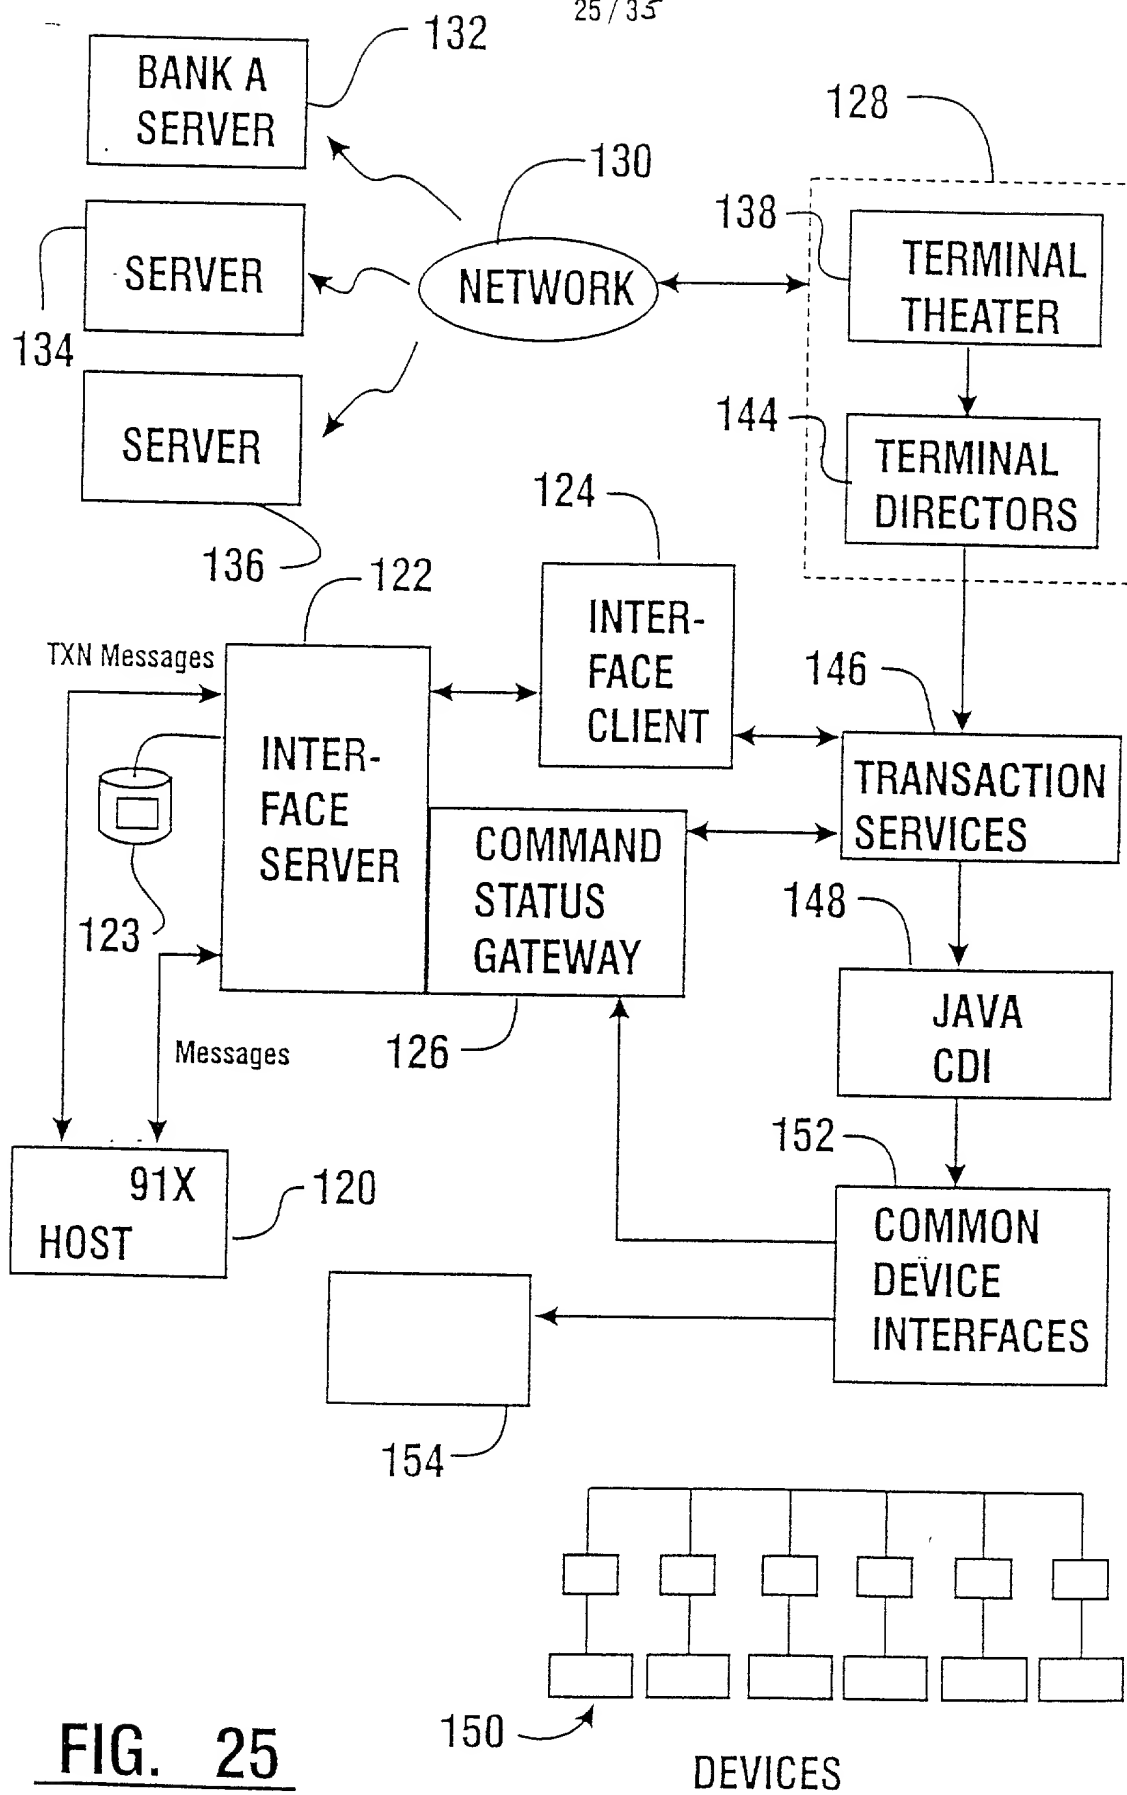 25/35
132
BANK A
SERVER
128
130
138
TERMINAL
THEATER
SERVER
NETWORK
134
144
TERMINAL
DIRECTORS
SERVER
124
136
122
INTER-
FACE
CLIENT
TXN Messages
146
INTER-
FACE
SERVER
TRANSACTION
SERVICES
COMMAND
STATUS
GATEWAY
148
123
JAVA
CDI
126
Messages
152
91X
HOST
120
COMMON
DEVICE
INTERFACES
154
150
FIG. 25
DEVICES